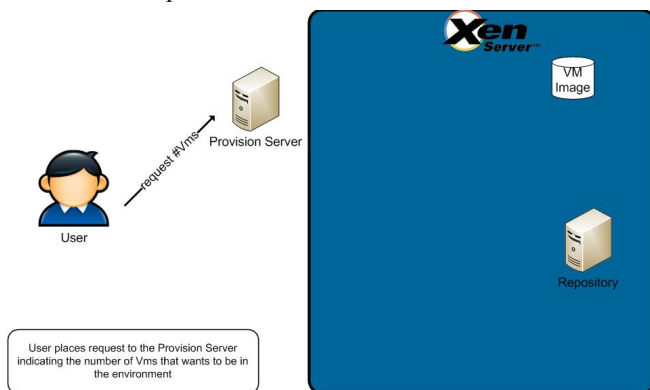 Xen
Server™
VM
Image
request #Vms
Provision Server
User
Repository
User places request to the Provision Server
indicating the number of Vms that wants to be in
the environment